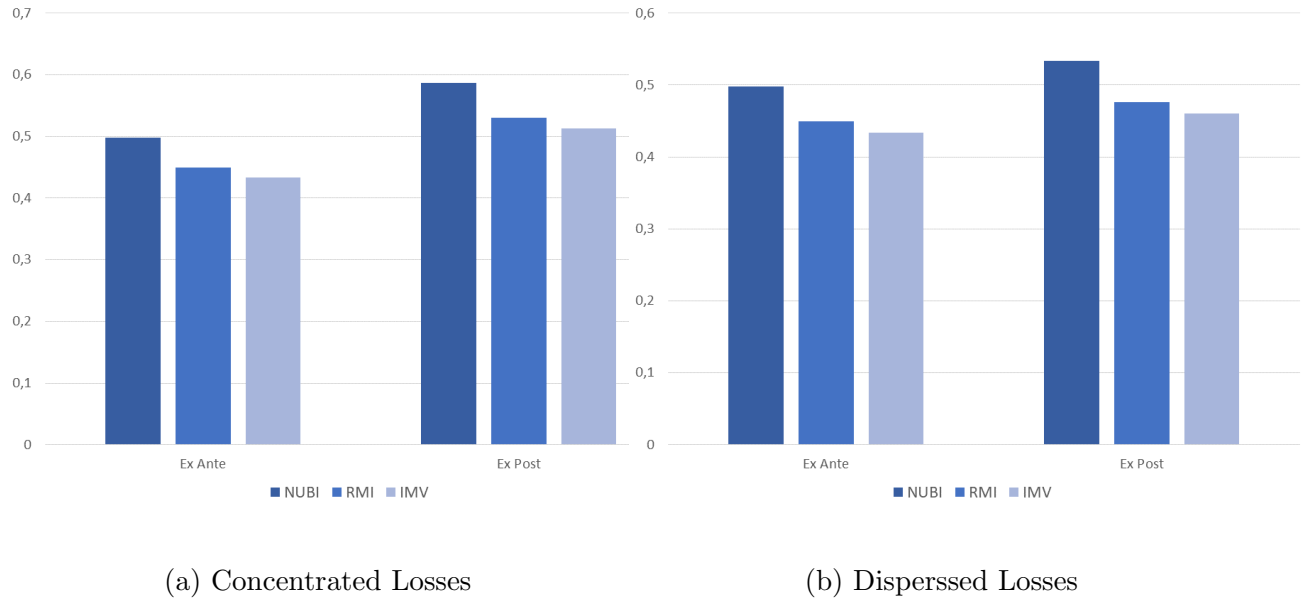 0,7
0,6
0,5
0,4
0,3
0,2
0,1
0
Ex Ante
Ex Post
NUBI RMI IMV
(a) Concentrated Losses
0,6
0,5
0,4
0,3
0,2
0,1
0
Ex Ante
Ex Post
NUBI RMI IMV
(b) Disperssed Losses